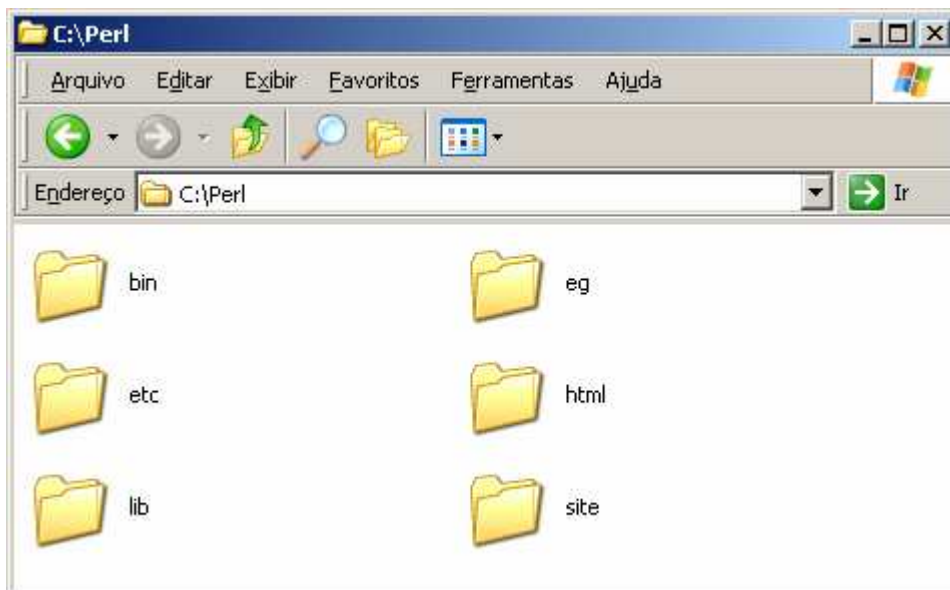 C:\Perl
Arquivo Editar Exibir Favoritos Ferramentas Ajuda
Endereço C:\Perl Ir
bin eg
etc html
lib site